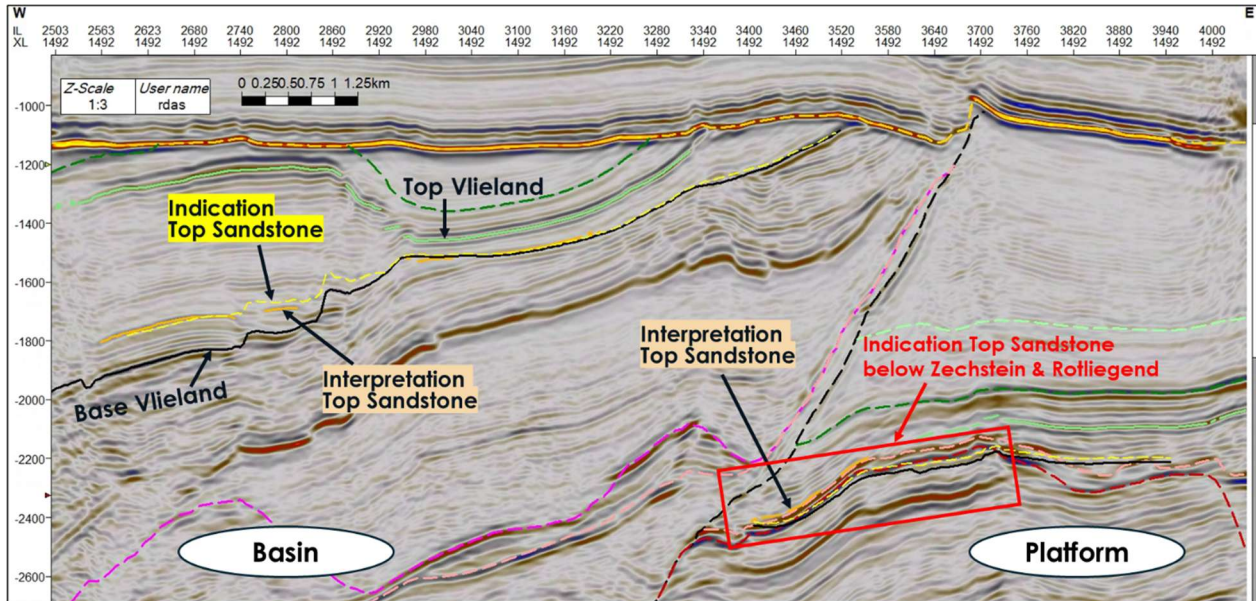 W E
IL 2503 2563 2623 2680 2740 2800 2860 2920 2980 3040 3100 3160 3220 3280 3340 3400 3460 3520 3580 3640 3700 3760 3820 3880 3940 4000
XL 1492 1492 1492 1492 1492 1492 1492 1492 1492 1492 1492 1492 1492 1492 1492 1492 1492 1492 1492 1492 1492 1492 1492 1492 1492 1492
Z-Scale User name
1:3 rdas
0 0.250.50.75 1 1.25km
-1000
-1200
-1400
-1600
-1800
-2000
-2200
-2400
-2600
Top Vlieland
Indication
Top Sandstone
Interpretation
Top Sandstone
Base Vlieland
Interpretation
Top Sandstone
Indication Top Sandstone
below Zechstein & Rotliegend
Basin
Platform